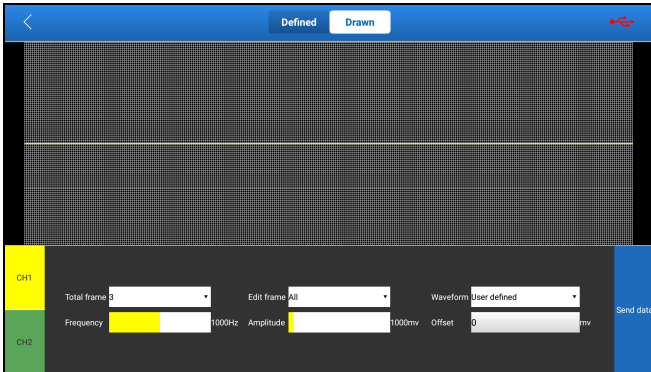 Defined Drawn
CH1
Total frame 3 Edit frame All Waveform User defined
Send data
Frequency 1000Hz Amplitude 1000mv Offset 0 mv
CH2